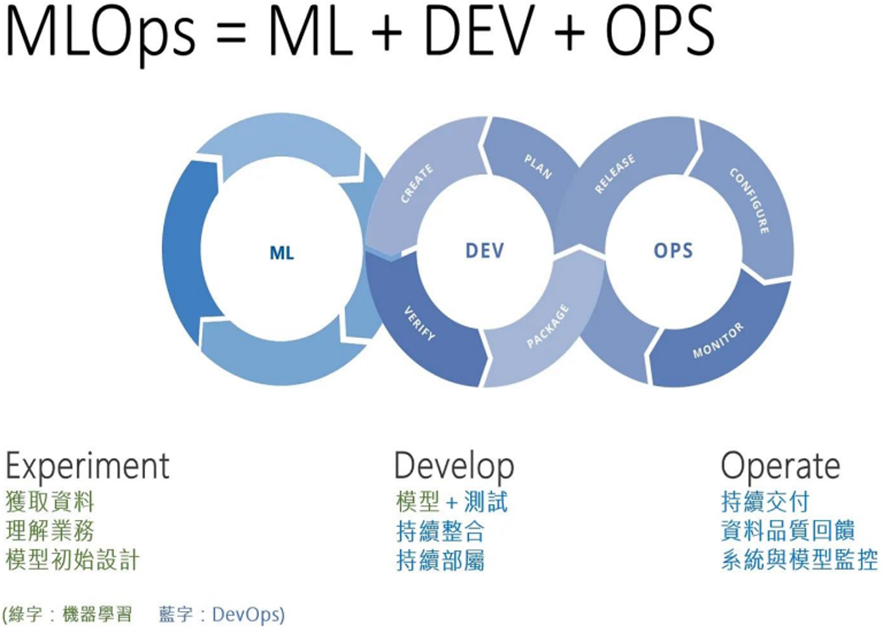 MLOps = ML + DEV + OPS
ML
DEV
OPS
CREATE
PLAN
VERIFY
PACKAGE
RELEASE
CONFIGURE
MONITOR
Experiment
獲取資料
理解業務
模型初始設計
Develop
模型 + 測試
持續整合
持續部屬
Operate
持續交付
資料品質回饋
系統與模型監控
(綠字：機器學習 藍字：DevOps)